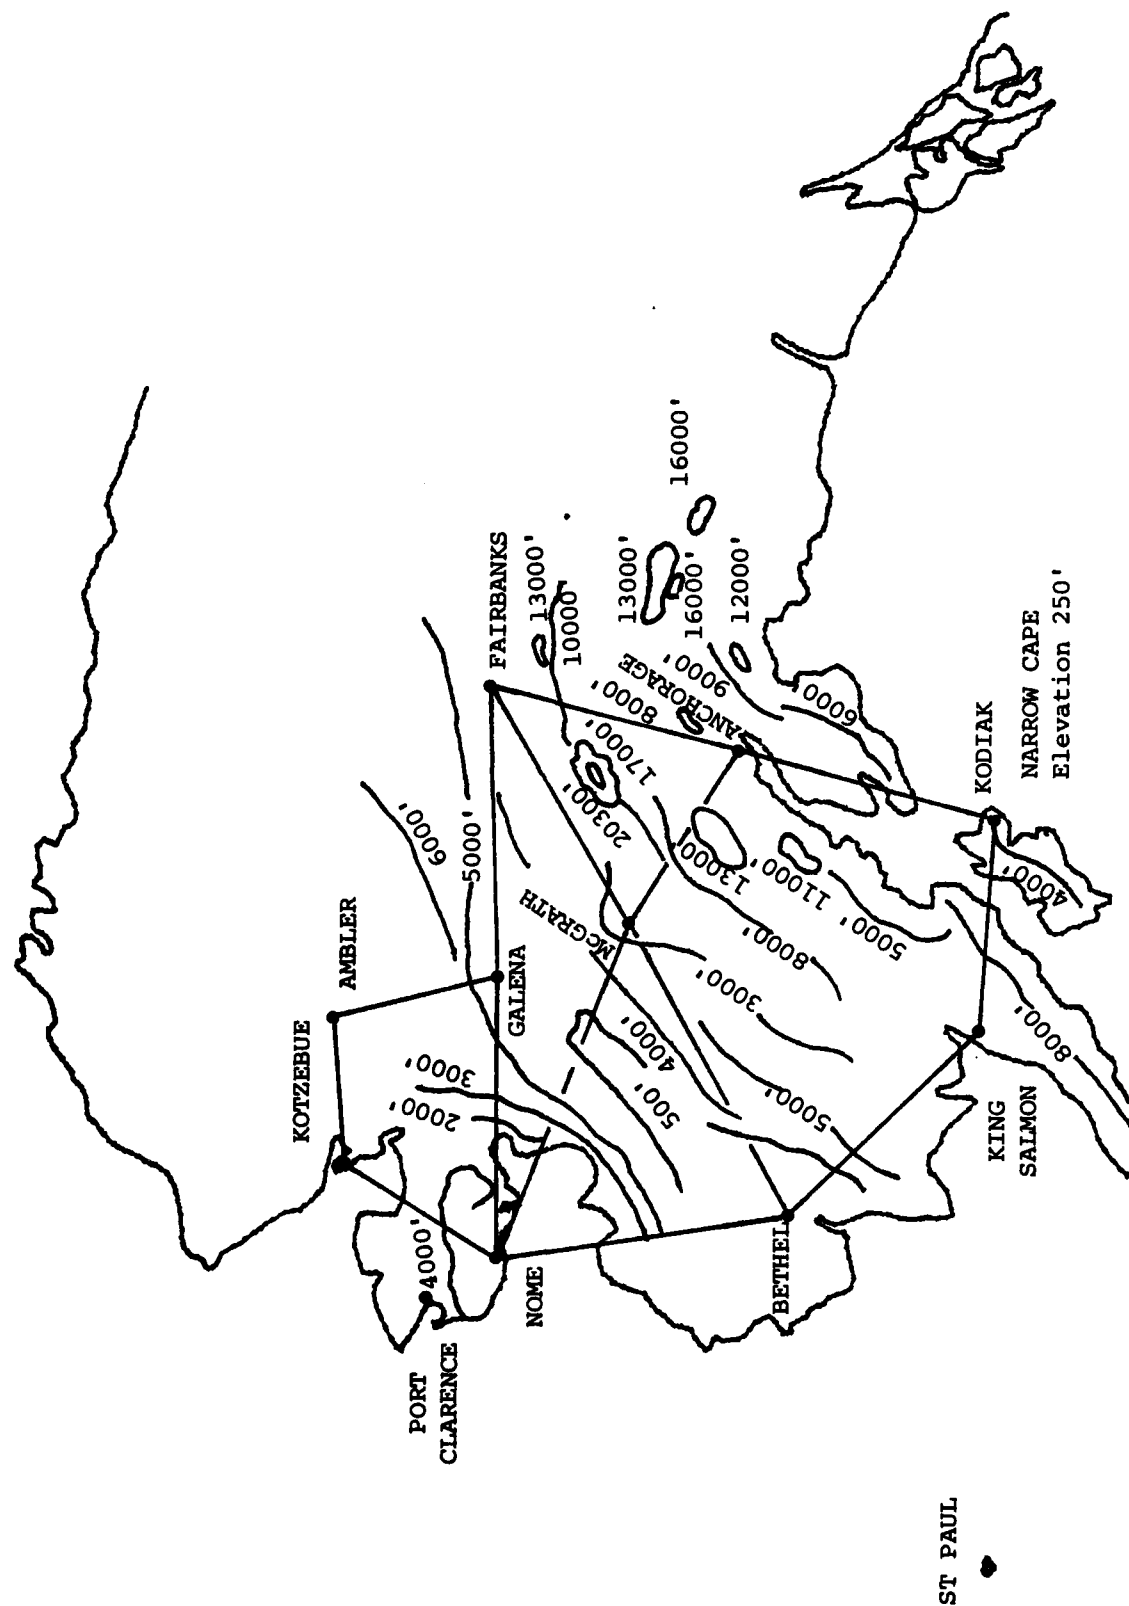 KOTZEBUE
AMBLER
6000'
5000'
FAIRBANKS
13000'
10000'
3000'
2000'
GALENA
4000'
PORT
CLARENCE
NOME
McGRATH
20300'
17000'
8000'
ANCHORAGE
9000'
13000'
16000'
16000'
12000'
6000'
500'
4000'
3000'
8000'
13000'
11000'
5000'
5000'
BETHEL
KING
SALMON
8000'
4000'
KODIAK
NARROW CAPE
Elevation 250'
ST PAUL